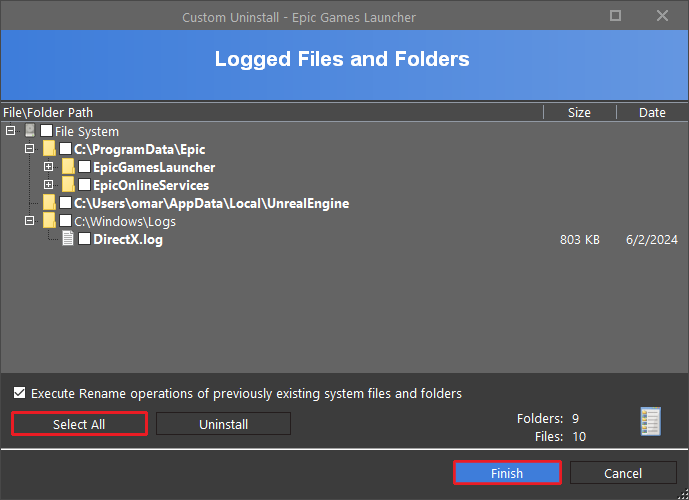 Custom Uninstall - Epic Games Launcher
Logged Files and Folders
File\Folder Path Size Date
File System
C:\ProgramData\Epic
EpicGamesLauncher
EpicOnlineServices
C:\Users\omar\AppData\Local\UnrealEngine
C:\Windows\Logs
DirectX.log 803 KB 6/2/2024
Execute Rename operations of previously existing system files and folders
Select All Uninstall
Folders: 9
Files: 10
Finish Cancel